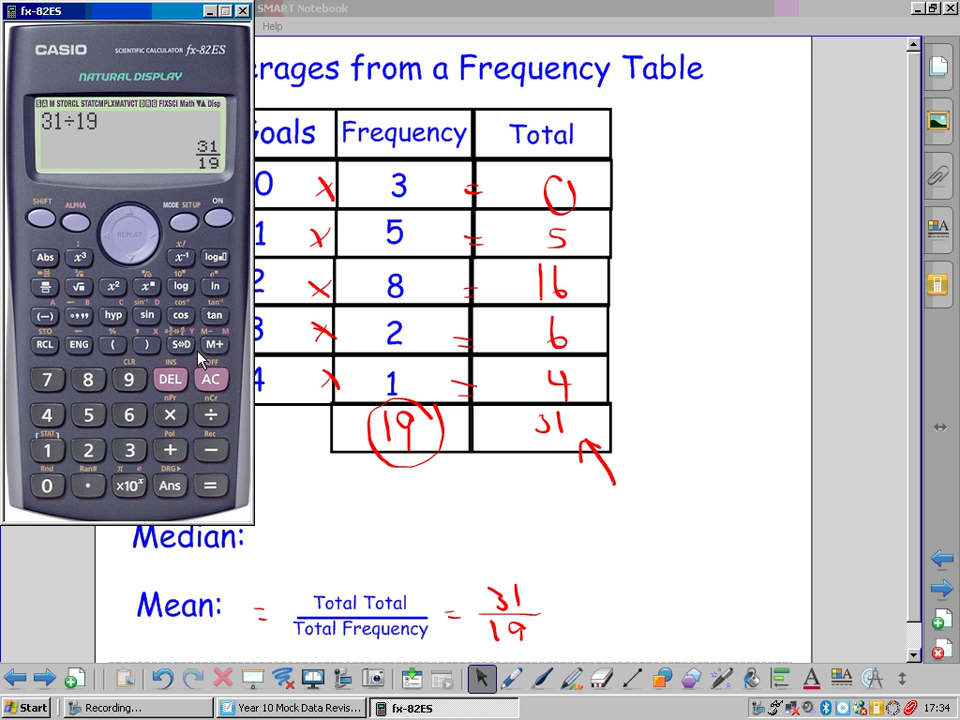 fx-82ES
SMART Notebook
Help
CASIO SCIENTIFIC CALCULATOR fx-82ES
NATURAL DISPLAY
31÷19
31
19
SHIFT ALPHA MODE SETUP ON
REPLAY
Abs x³ x⁻¹ log
√ x² log ln
(−) hyp sin cos tan
RCL ENG ( ) S⇔D M+
7 8 9 DEL AC
4 5 6 × ÷
1 2 3 + −
0 . ×10ˣ Ans =
erages from a Frequency Table
Goals Frequency Total
0 × 3 = 0
1 × 5 = 5
2 × 8 = 16
3 × 2 = 6
4 × 1 = 4
19 31
Median:
Mean: = Total Total = 31
Total Frequency 19
Start Recording... Year 10 Mock Data Revis... fx-82ES 17:34